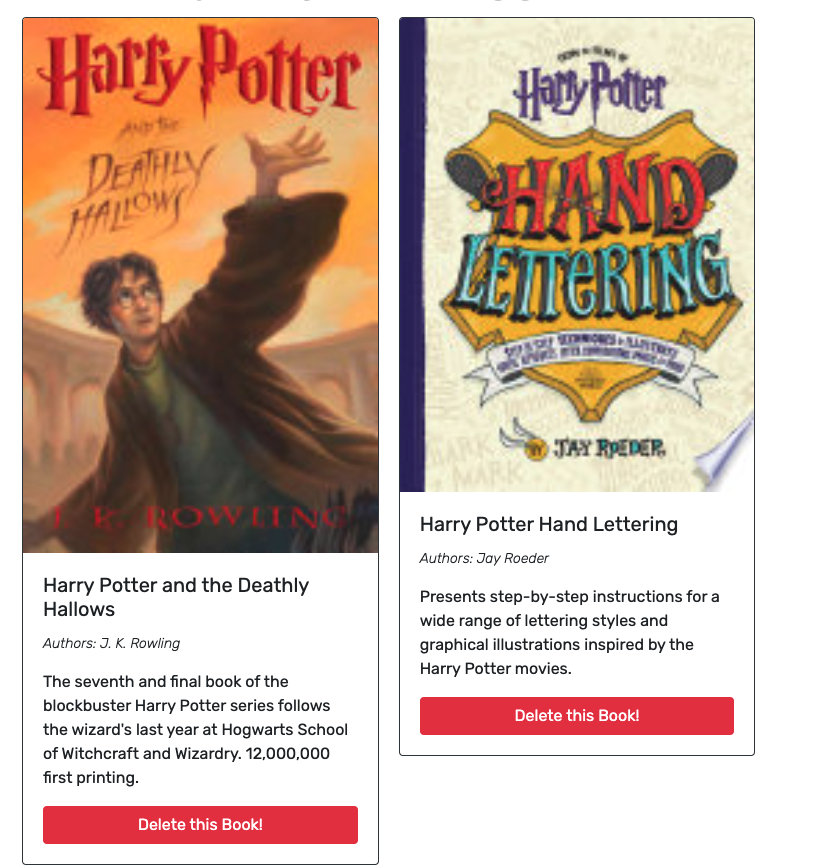 Harry Potter
AND THE
DEATHLY
HALLOWS
J. K. ROWLING
Harry Potter and the Deathly
Hallows
Authors: J. K. Rowling
The seventh and final book of the
blockbuster Harry Potter series follows
the wizard's last year at Hogwarts School
of Witchcraft and Wizardry. 12,000,000
first printing.
Delete this Book!
FROM THE FILMS OF
Harry Potter
HAND
LETTERING
BY JAY ROEDER
Harry Potter Hand Lettering
Authors: Jay Roeder
Presents step-by-step instructions for a
wide range of lettering styles and
graphical illustrations inspired by the
Harry Potter movies.
Delete this Book!